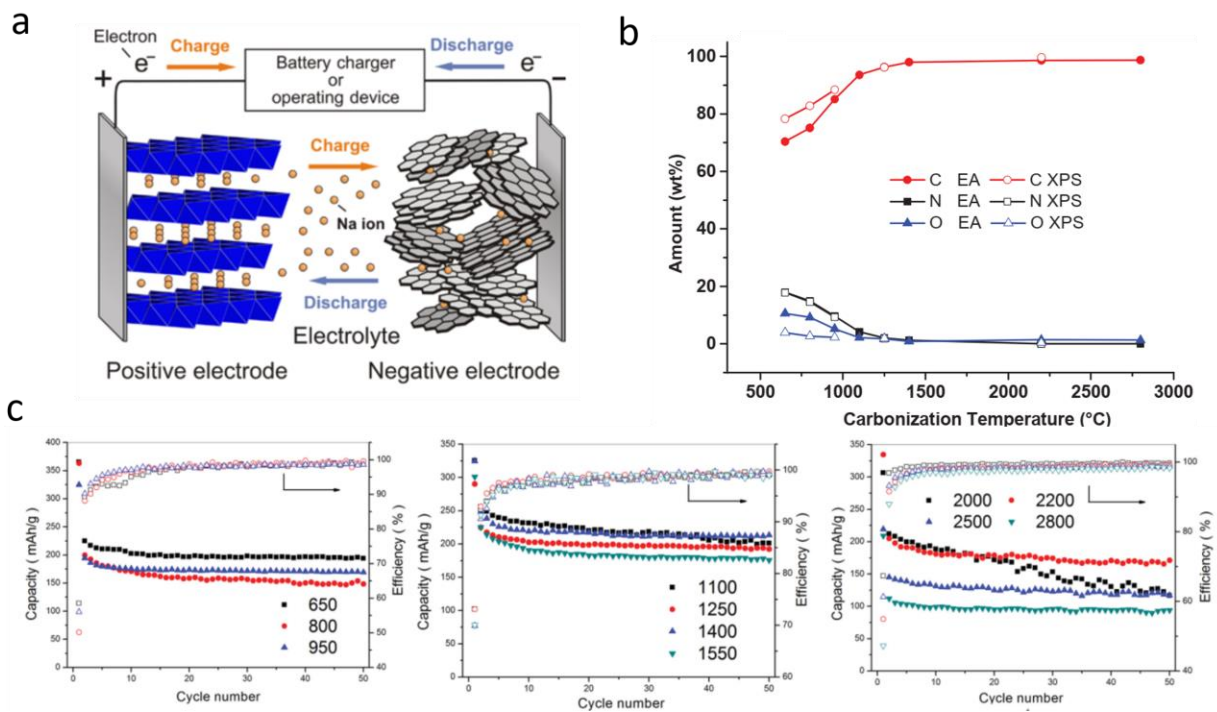 a
Electron
e⁻
Charge
Discharge
e⁻
+
−
Battery charger
or
operating device
Charge
Na ion
Discharge
Electrolyte
Positive electrode
Negative electrode
b
100
80
60
40
20
0
Amount (wt%)
C EA
C XPS
N EA
N XPS
O EA
O XPS
500
1000
1500
2000
2500
3000
Carbonization Temperature (°C)
c
400
350
300
250
200
150
100
50
0
Capacity ( mAh/g )
100
90
80
70
60
50
40
Efficiency ( % )
650
800
950
0
10
20
30
40
50
Cycle number
350
300
250
200
150
100
50
0
Capacity ( mAh/g )
100
90
80
70
60
Efficiency ( % )
1100
1250
1400
1550
0
10
20
30
40
50
Cycle number
350
300
250
200
150
100
50
0
Capacity ( mAh/g )
100
80
60
40
Efficiency ( % )
2000
2200
2500
2800
0
10
20
30
40
50
Cycle number